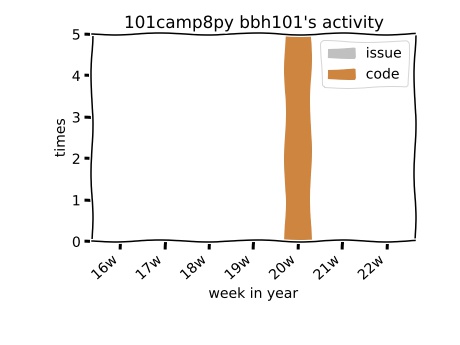 101camp8py bbh101's activity
issue
code
times
5
4
3
2
1
0
16w 17w 18w 19w 20w 21w 22w
week in year